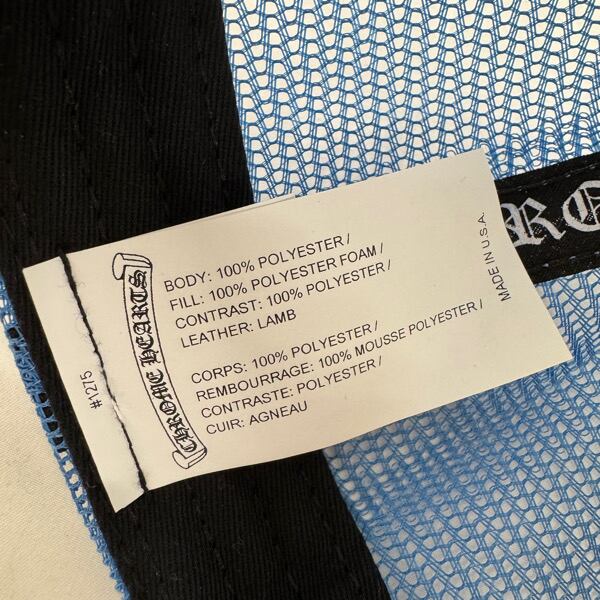 BODY: 100% POLYESTER /
FILL: 100% POLYESTER FOAM /
CONTRAST: 100% POLYESTER /
LEATHER: LAMB
CORPS: 100% POLYESTER /
REMBOURRAGE: 100% MOUSSE POLYESTER /
CONTRASTE: POLYESTER /
CUIR: AGNEAU
CHROME HEARTS
#1275
MADE IN U.S.A.
RO